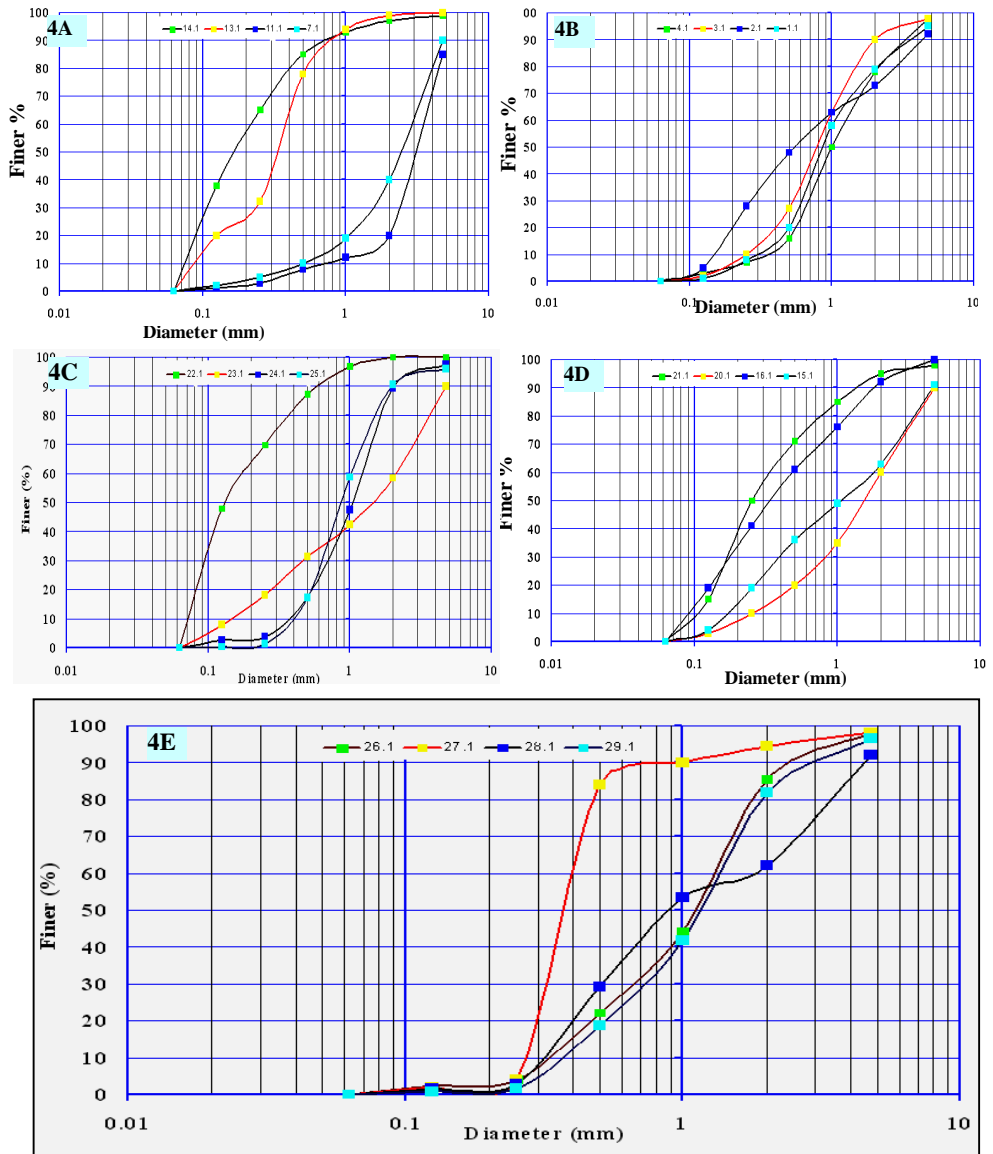 4A
14.1 13.1 11.1 7.1
Finer %
100
90
80
70
60
50
40
30
20
10
0
0.01 0.1 1 10
Diameter (mm)
4B
4.1 3.1 2.1 1.1
Finer %
00
90
80
70
60
50
40
30
20
10
0
0.01 0.1 1 10
Diameter (mm)
4C
22.1 23.1 24.1 25.1
Finer (%)
100
90
80
70
60
50
40
30
20
10
0
0.01 0.1 1 10
Diameter (mm)
4D
21.1 20.1 16.1 15.1
Finer %
100
90
80
70
60
50
40
30
20
10
0
0.01 0.1 1 10
Diameter (mm)
4E
26.1 27.1 28.1 29.1
Finer (%)
100
90
80
70
60
50
40
30
20
10
0
0.01 0.1 1 10
Diameter (mm)